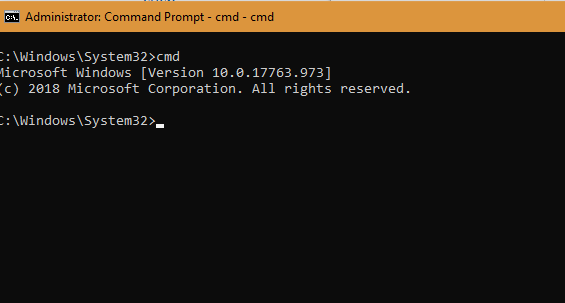 Administrator: Command Prompt - cmd - cmd
C:\Windows\System32>cmd
Microsoft Windows [Version 10.0.17763.973]
(c) 2018 Microsoft Corporation. All rights reserved.
C:\Windows\System32>